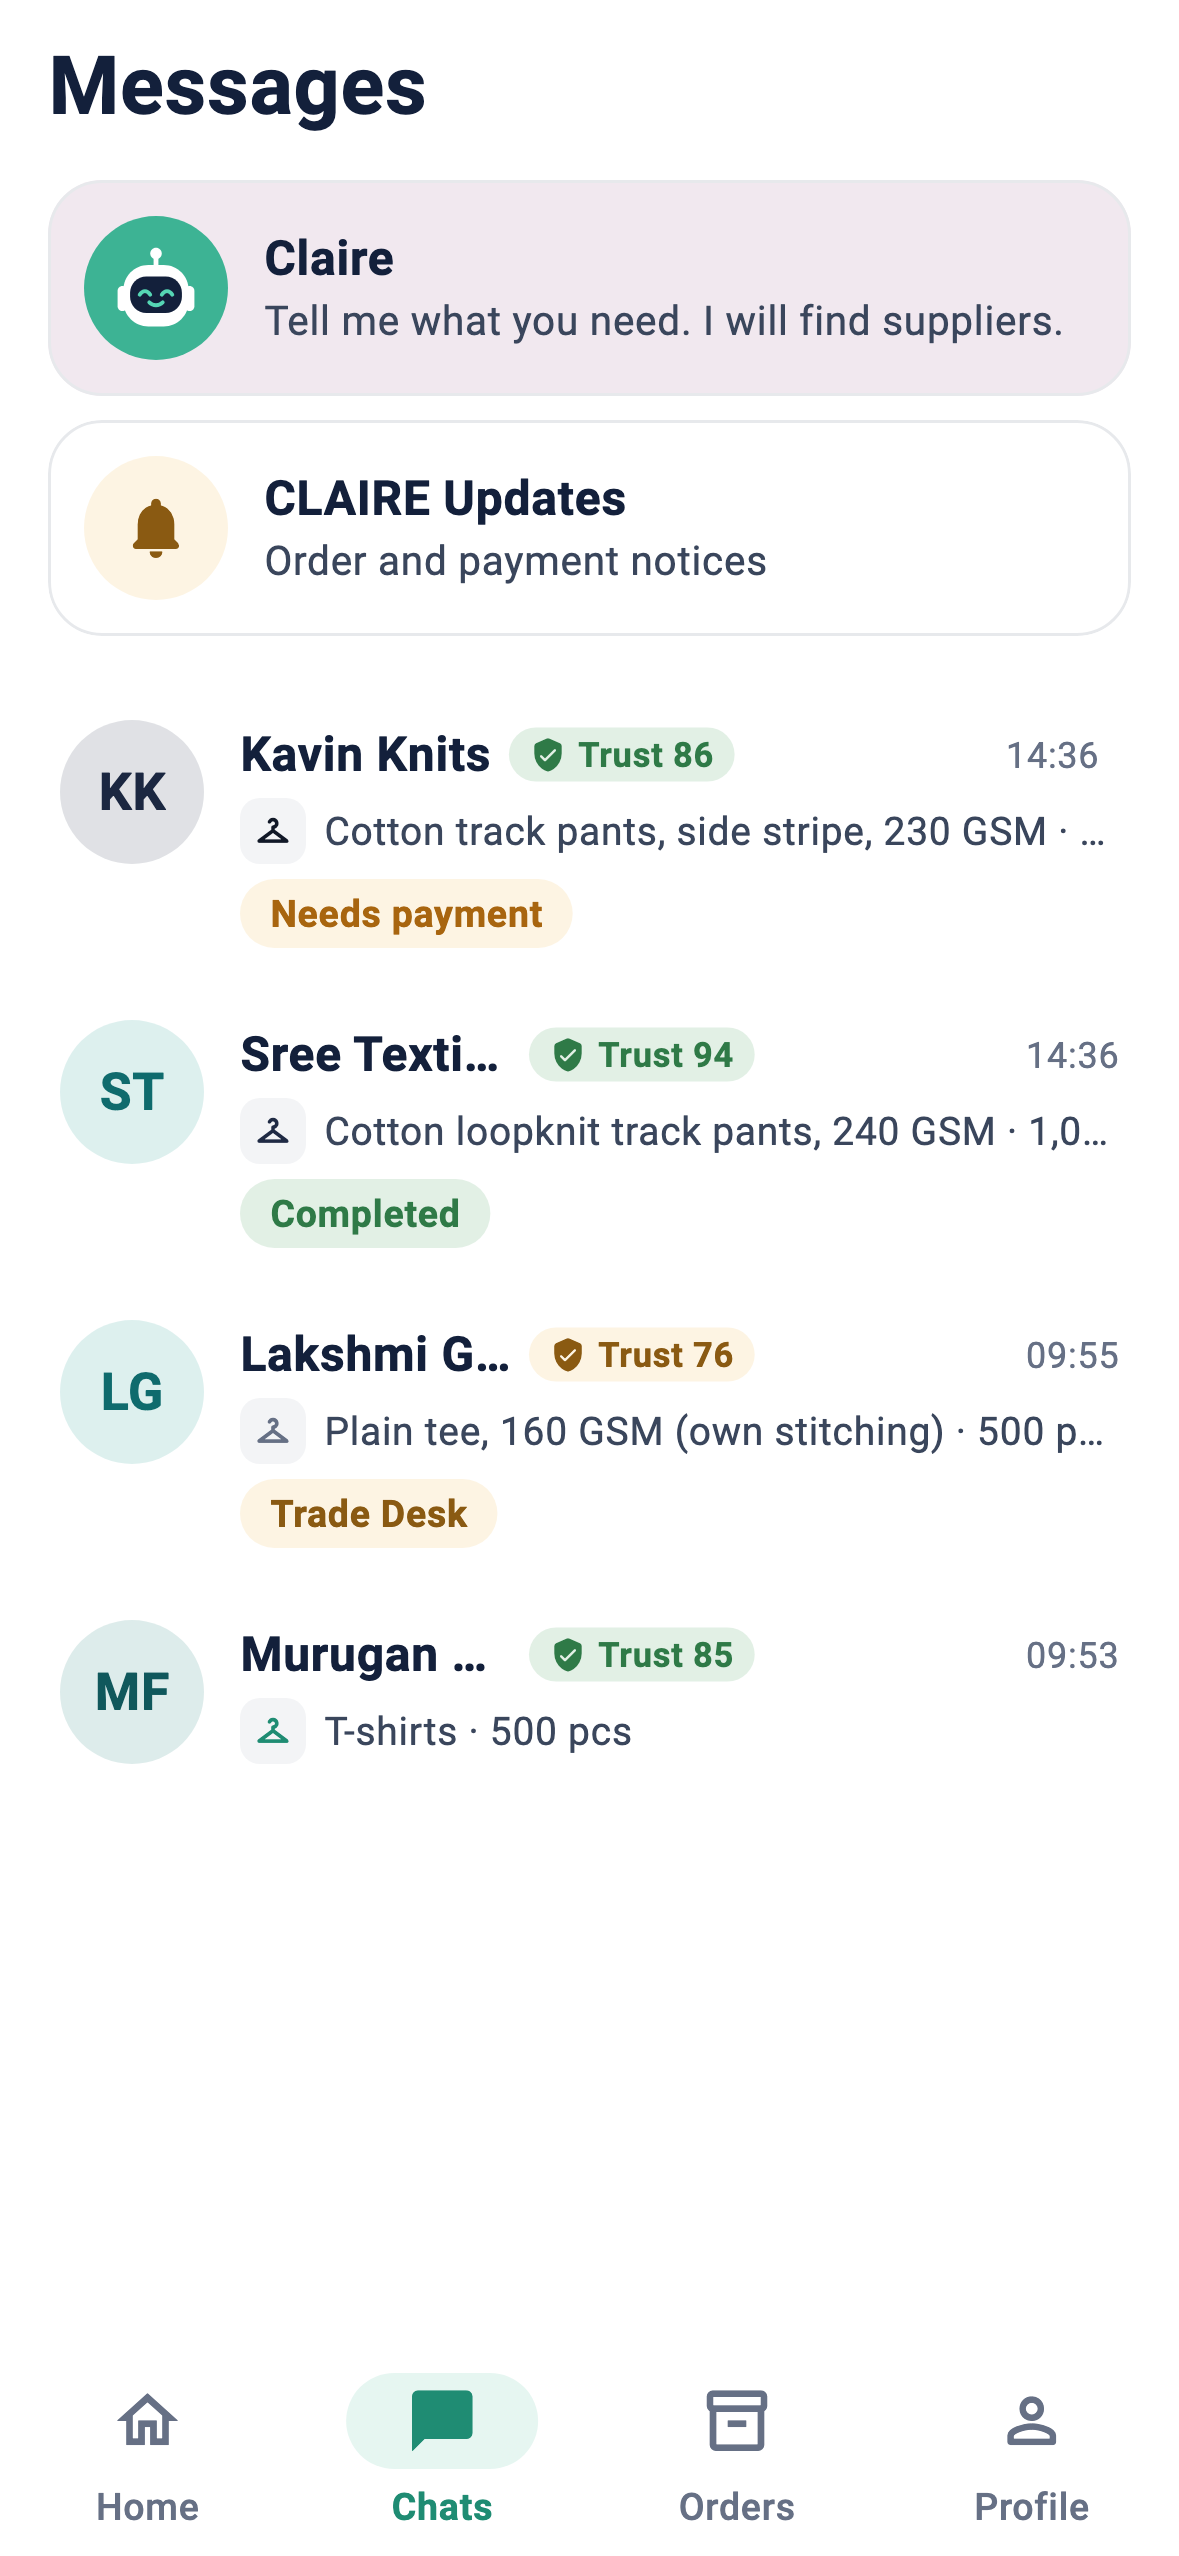 Messages
Claire
Tell me what you need. I will find suppliers.
CLAIRE Updates
Order and payment notices
KK
Kavin Knits
Trust 86
14:36
Cotton track pants, side stripe, 230 GSM · …
Needs payment
ST
Sree Texti…
Trust 94
14:36
Cotton loopknit track pants, 240 GSM · 1,0…
Completed
LG
Lakshmi G…
Trust 76
09:55
Plain tee, 160 GSM (own stitching) · 500 p…
Trade Desk
MF
Murugan …
Trust 85
09:53
T-shirts · 500 pcs
Home
Chats
Orders
Profile